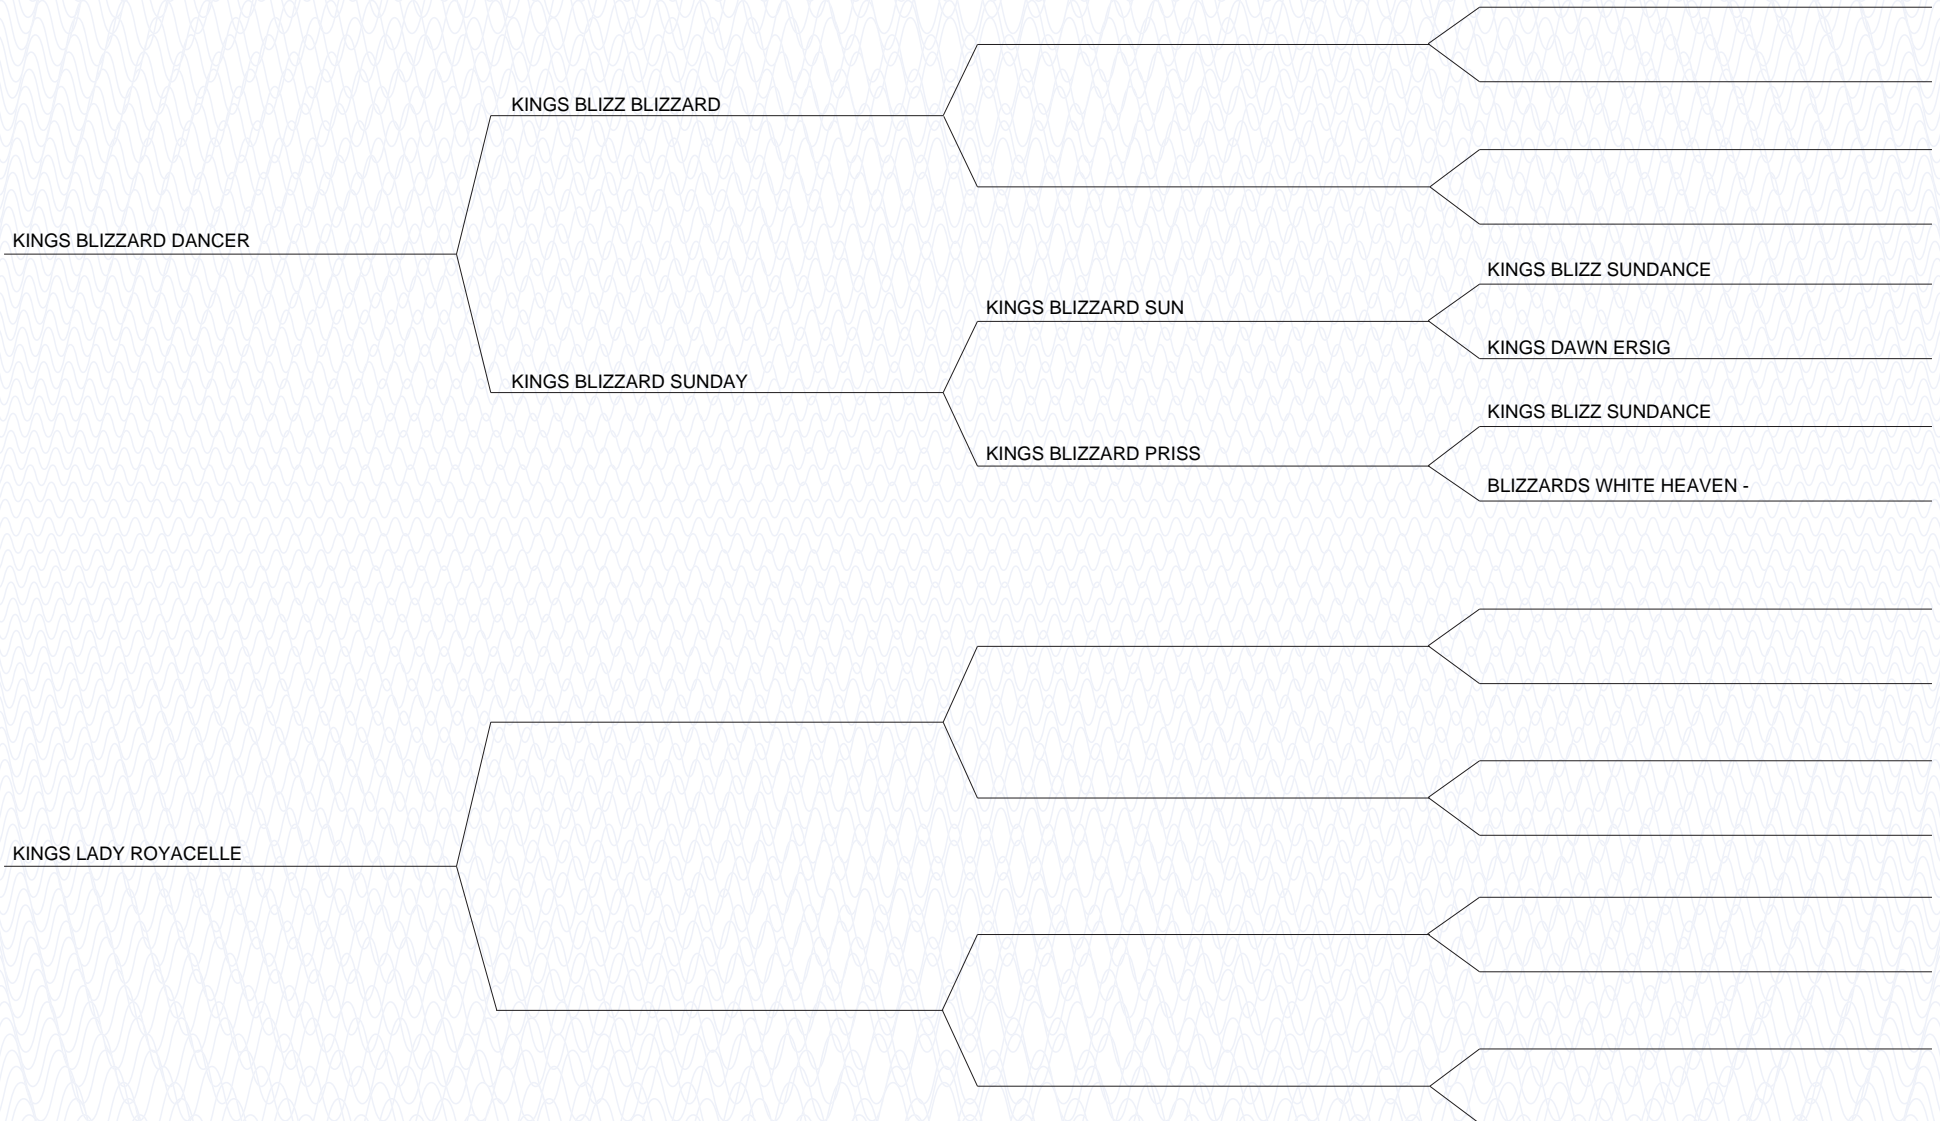 KINGS BLIZZ BLIZZARD
KINGS BLIZZARD DANCER
KINGS BLIZZ SUNDANCE
KINGS BLIZZARD SUN
KINGS DAWN ERSIG
KINGS BLIZZARD SUNDAY
KINGS BLIZZ SUNDANCE
KINGS BLIZZARD PRISS
BLIZZARDS WHITE HEAVEN -
KINGS LADY ROYACELLE